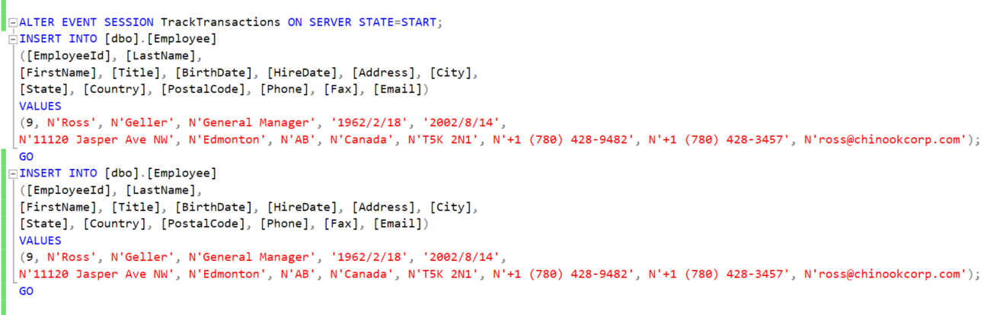 ALTER EVENT SESSION TrackTransactions ON SERVER STATE=START;
INSERT INTO [dbo].[Employee]
([EmployeeId], [LastName],
[FirstName], [Title], [BirthDate], [HireDate], [Address], [City],
[State], [Country], [PostalCode], [Phone], [Fax], [Email])
VALUES
(9, N'Ross', N'Geller', N'General Manager', '1962/2/18', '2002/8/14',
N'11120 Jasper Ave NW', N'Edmonton', N'AB', N'Canada', N'T5K 2N1', N'+1 (780) 428-9482', N'+1 (780) 428-3457', N'ross@chinookcorp.com');
GO
INSERT INTO [dbo].[Employee]
([EmployeeId], [LastName],
[FirstName], [Title], [BirthDate], [HireDate], [Address], [City],
[State], [Country], [PostalCode], [Phone], [Fax], [Email])
VALUES
(9, N'Ross', N'Geller', N'General Manager', '1962/2/18', '2002/8/14',
N'11120 Jasper Ave NW', N'Edmonton', N'AB', N'Canada', N'T5K 2N1', N'+1 (780) 428-9482', N'+1 (780) 428-3457', N'ross@chinookcorp.com');
GO